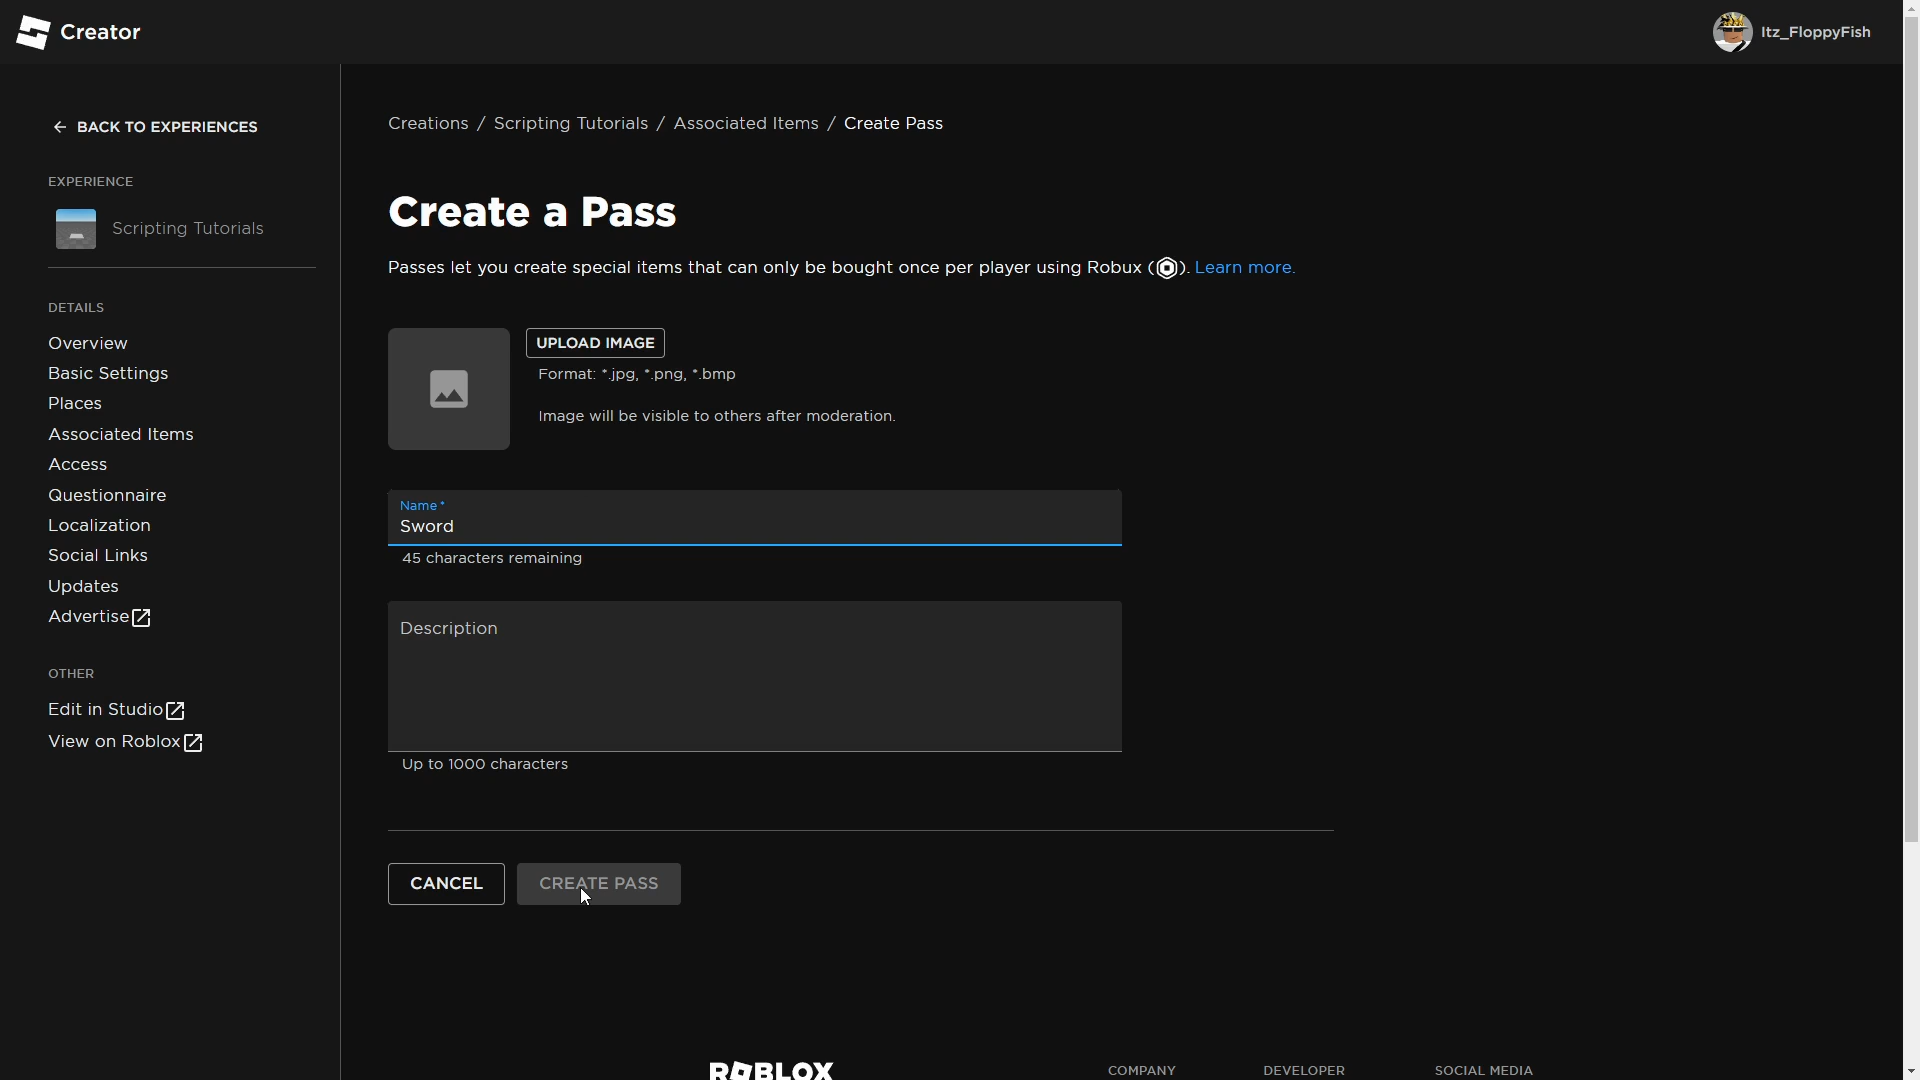 Creator
Itz_FloppyFish
BACK TO EXPERIENCES
EXPERIENCE
Scripting Tutorials
DETAILS
Overview
Basic Settings
Places
Associated Items
Access
Questionnaire
Localization
Social Links
Updates
Advertise
OTHER
Edit in Studio
View on Roblox
Creations / Scripting Tutorials / Associated Items / Create Pass
Create a Pass
Passes let you create special items that can only be bought once per player using Robux ( ). Learn more.
UPLOAD IMAGE
Format: *.jpg, *.png, *.bmp
Image will be visible to others after moderation.
Name *
Sword
45 characters remaining
Description
Up to 1000 characters
CANCEL
CREATE PASS
ROBLOX
COMPANY
DEVELOPER
SOCIAL MEDIA